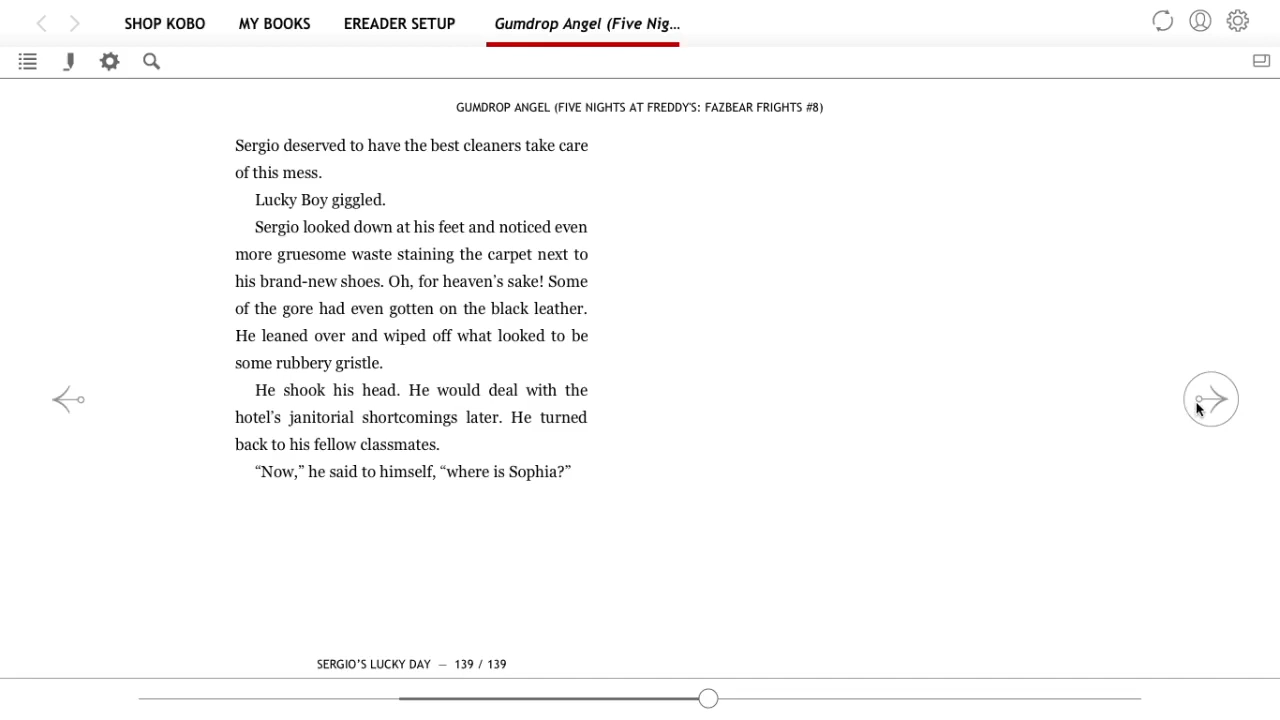 SHOP KOBO MY BOOKS EREADER SETUP Gumdrop Angel (Five Nig...
GUMDROP ANGEL (FIVE NIGHTS AT FREDDY'S: FAZBEAR FRIGHTS #8)
Sergio deserved to have the best cleaners take care
of this mess.
Lucky Boy giggled.
Sergio looked down at his feet and noticed even
more gruesome waste staining the carpet next to
his brand-new shoes. Oh, for heaven’s sake! Some
of the gore had even gotten on the black leather.
He leaned over and wiped off what looked to be
some rubbery gristle.
He shook his head. He would deal with the
hotel’s janitorial shortcomings later. He turned
back to his fellow classmates.
“Now,” he said to himself, “where is Sophia?”
SERGIO’S LUCKY DAY — 139 / 139